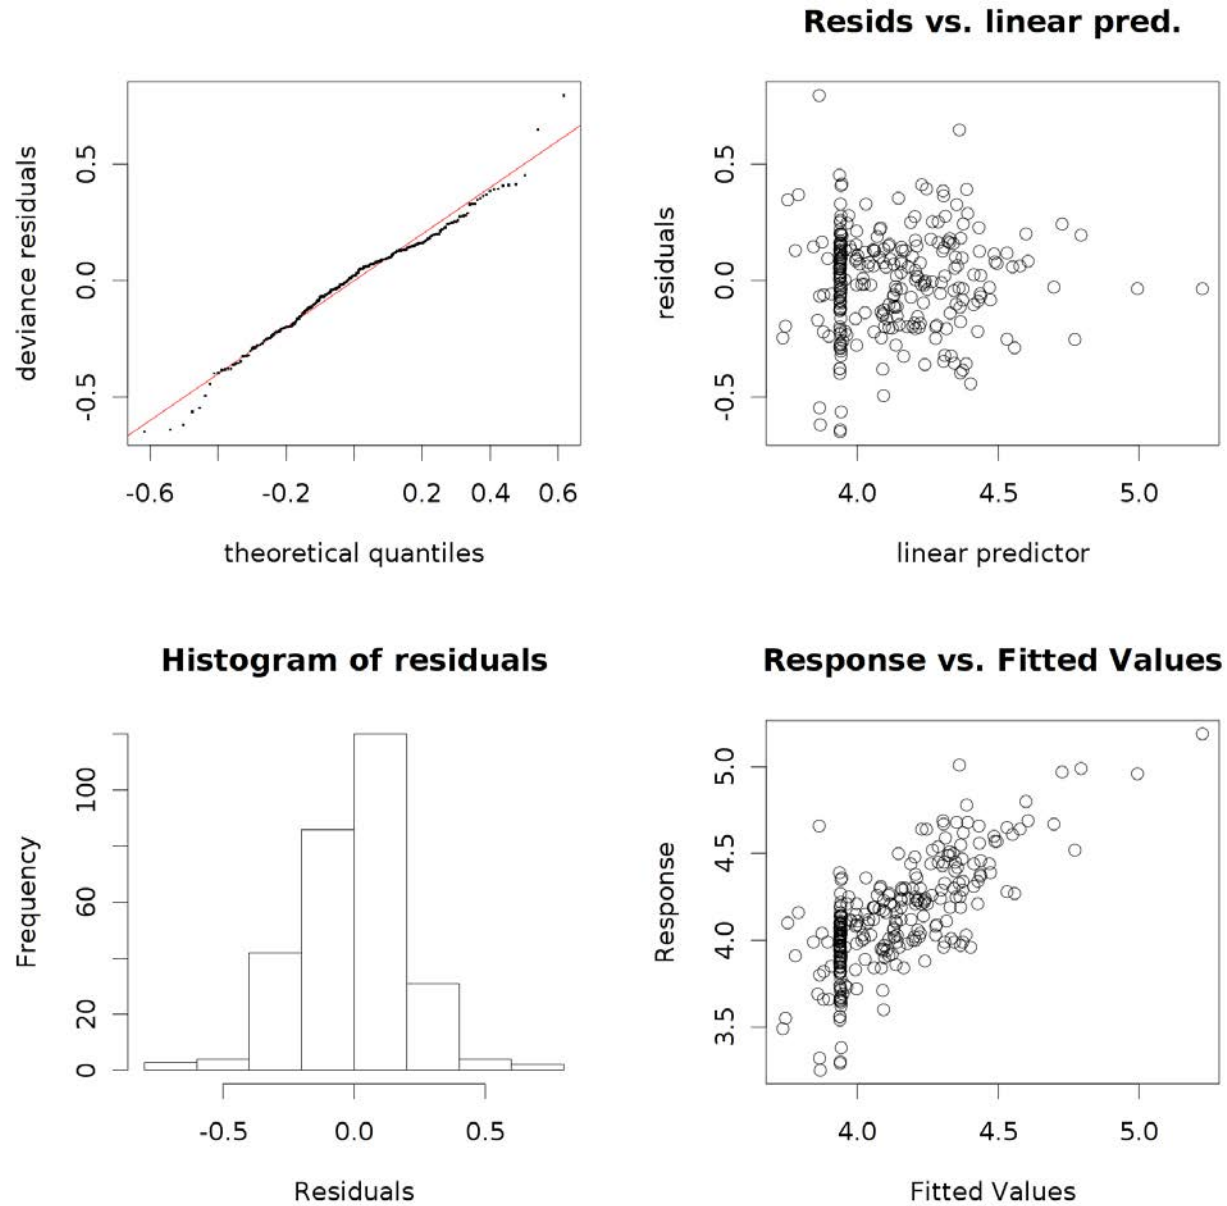 deviance residuals
0.5
0.0
-0.5
-0.6
-0.2
0.2
0.4
0.6
theoretical quantiles
Resids vs. linear pred.
residuals
0.5
0.0
-0.5
4.0
4.5
5.0
linear predictor
Histogram of residuals
Frequency
100
60
20
0
-0.5
0.0
0.5
Residuals
Response vs. Fitted Values
Response
5.0
4.5
4.0
3.5
4.0
4.5
5.0
Fitted Values